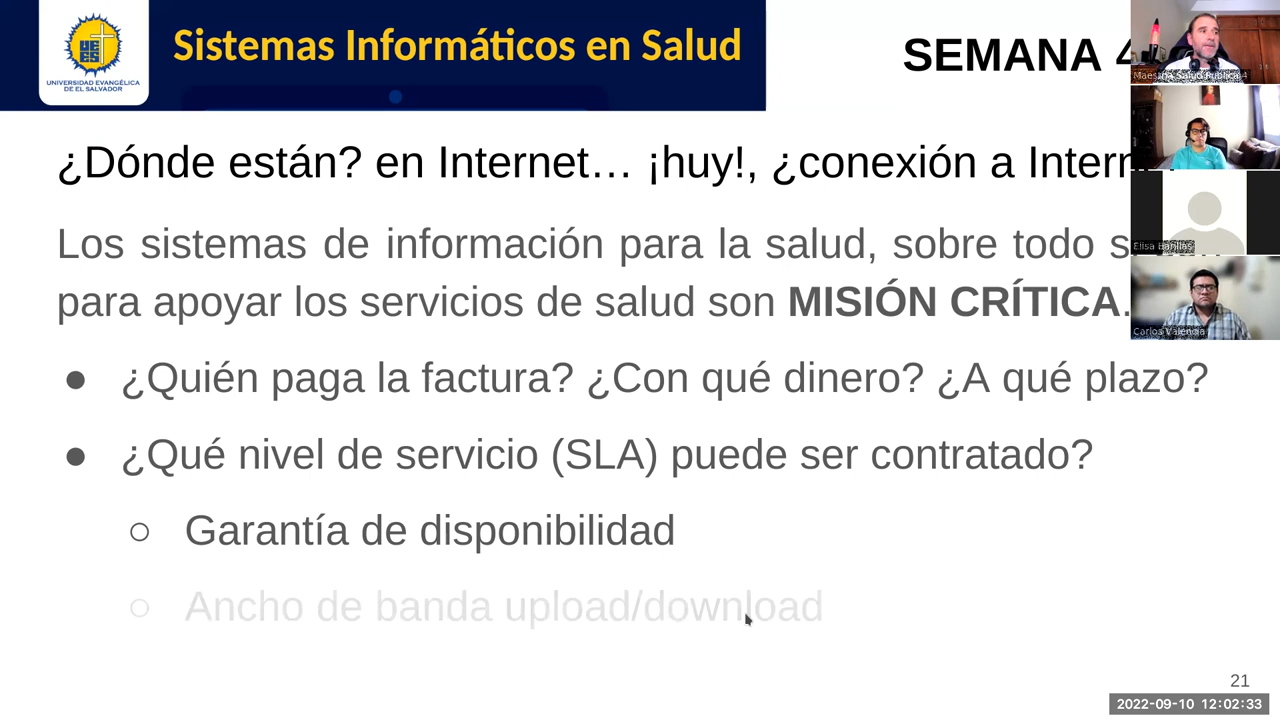 UNIVERSIDAD EVANGÉLICA
DE EL SALVADOR
Sistemas Informáticos en Salud
SEMANA 4
¿Dónde están? en Internet… ¡huy!, ¿conexión a
Los sistemas de información para la salud, sobre todo
para apoyar los servicios de salud son MISIÓN CRÍTICA.
● ¿Quién paga la factura? ¿Con qué dinero? ¿A qué plazo?
● ¿Qué nivel de servicio (SLA) puede ser contratado?
○ Garantía de disponibilidad
○ Ancho de banda upload/download
Carlos Valencia
21
2022-09-10 12:02:33